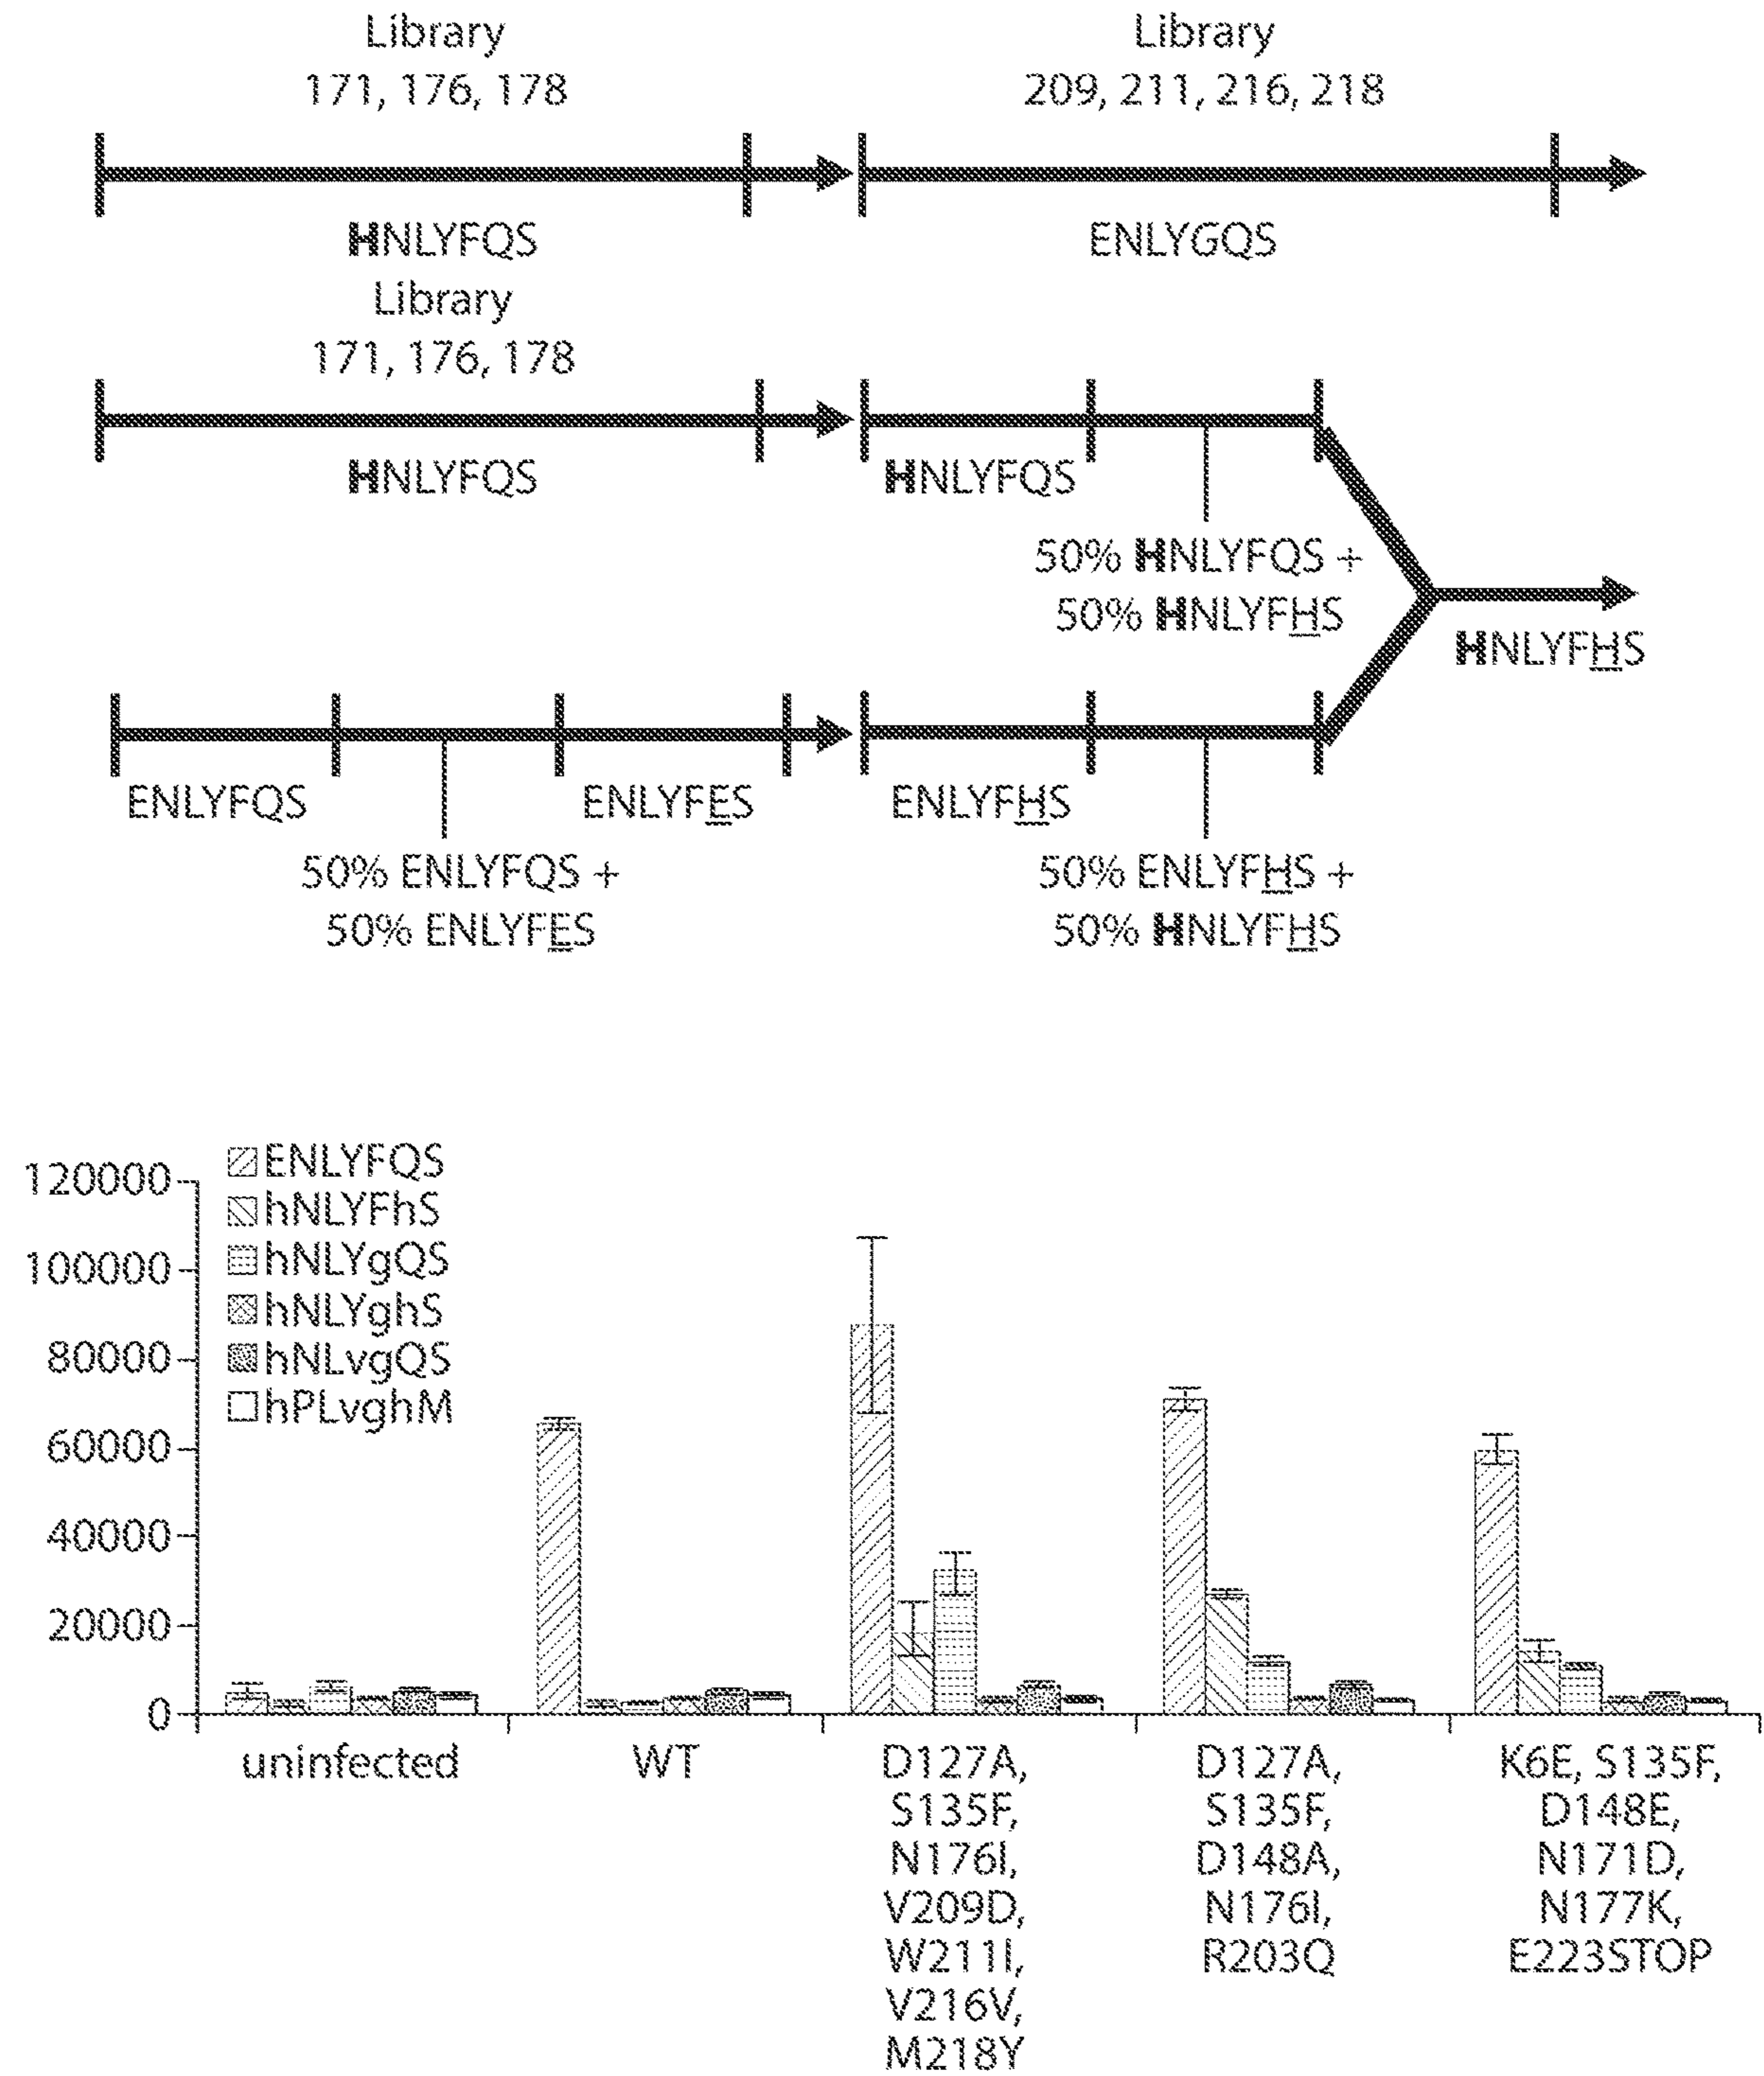 Library
171, 176, 178
Library
209, 211, 216, 218
HNLYFQS
ENLYGQS
Library
171, 176, 178
HNLYFQS
HNLYFQS
50% HNLYFQS +
50% HNLYFHS
HNLYFHS
ENLYFQS
ENLYFES
ENLYFHS
50% ENLYFQS +
50% ENLYFES
50% ENLYFHS +
50% HNLYFHS
120000
100000
80000
60000
40000
20000
0
ENLYFQS
hNLYFhS
hNLYgQS
hNLYghS
hNLvgQS
hPLvghM
uninfected
WT
D127A,
S135F,
N176I,
V209D,
W211I,
V216V,
M218Y
D127A,
S135F,
D148A,
N176I,
R203Q
K6E, S135F,
D148E,
N171D,
N177K,
E223STOP